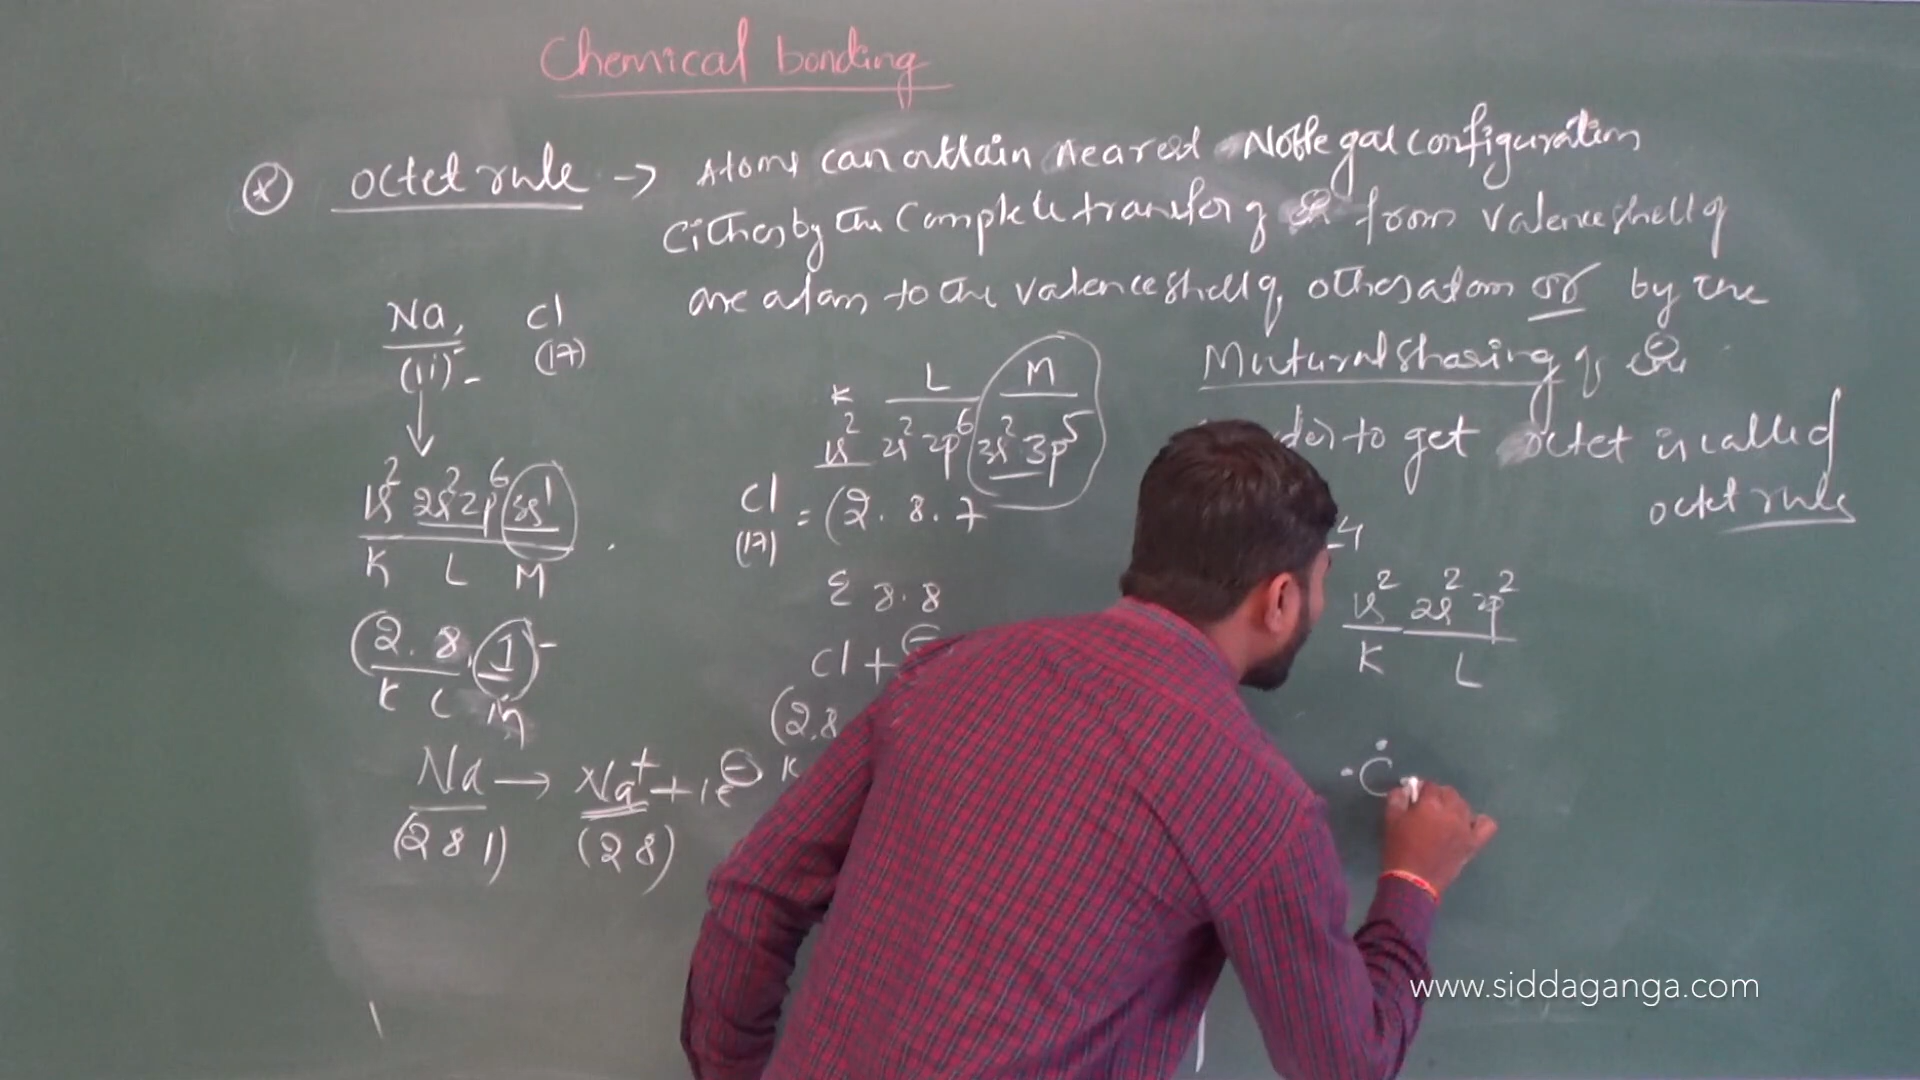 Chemical bonding
octet rule → Atoms can attain nearest Noble gas configuration
either by the complete transfer of from valence shell of
one atom to the valence shell of other atom or by the
Mutural sharing of
to get octet is called
octet rule
Na, Cl
(11) (17)
1s² 2s² 2p⁶ 3s¹
K L M
(2. 8. 1)
K L M
Na → Na⁺ + 1e⊖
(2 8 1) (2 8)
K L M
1s² 2s² 2p⁶ 3s² 3p⁵
Cl = (2. 8. 7
(17)
8. 8
Cl +
(2.8
K
4
1s² 2s² 2p²
K L
C
www.siddaganga.com